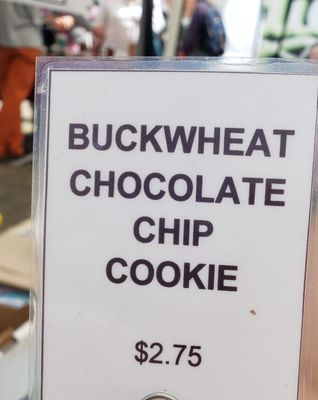 BUCKWHEAT
CHOCOLATE
CHIP
COOKIE
$2.75